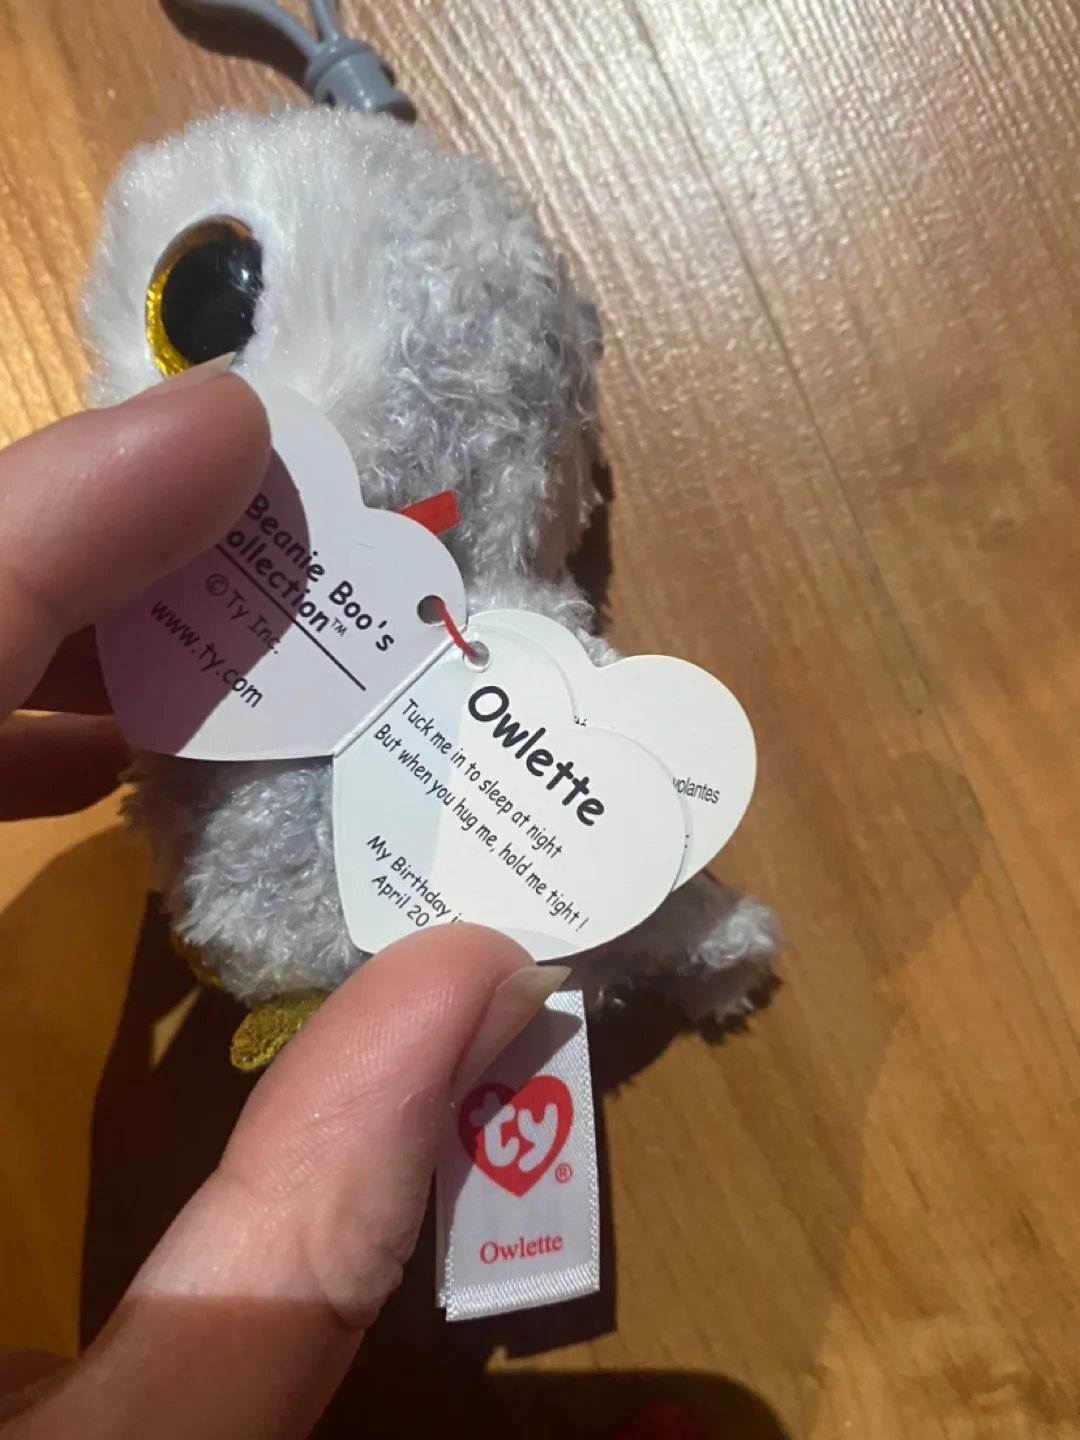 Beanie Boo's
ollection™
© Ty Inc.
www.ty.com
Owlette
Tuck me in to sleep at night
But when you hug me, hold me tight !
My Birthday
April 20
volantes
ty®
Owlette